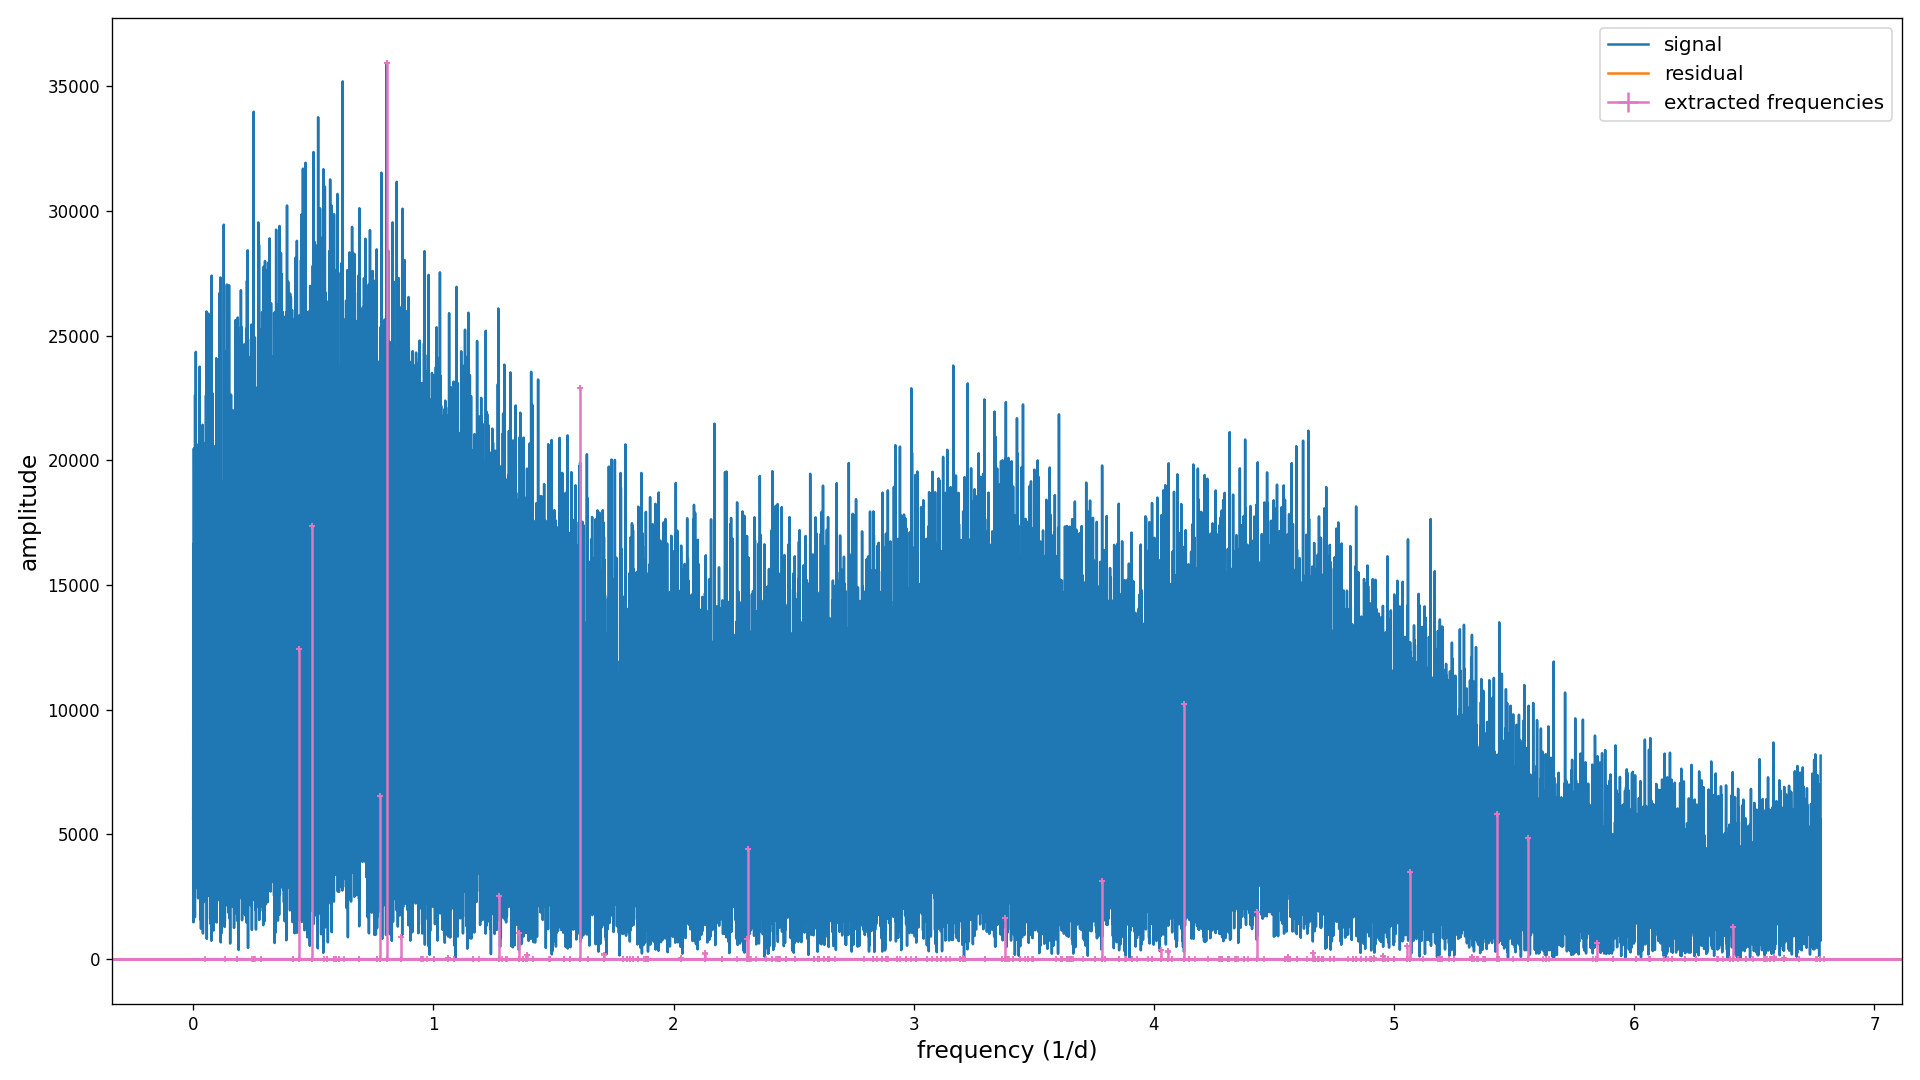 signal
residual
extracted frequencies
amplitude
35000
30000
25000
20000
15000
10000
5000
0
0 1 2 3 4 5 6 7
frequency (1/d)